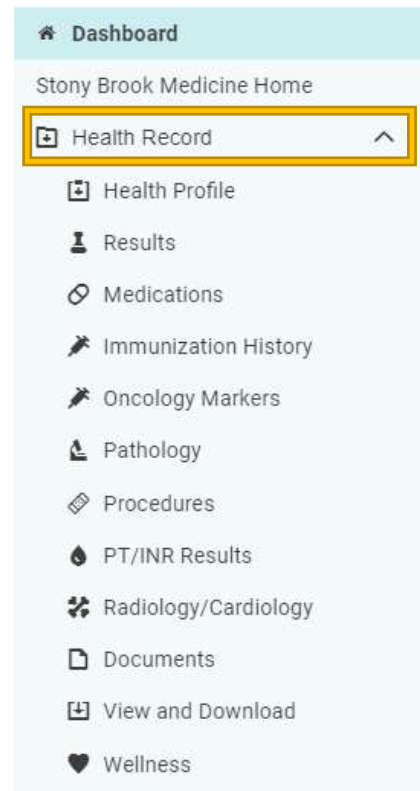 Dashboard
Stony Brook Medicine Home
Health Record
Health Profile
Results
Medications
Immunization History
Oncology Markers
Pathology
Procedures
PT/INR Results
Radiology/Cardiology
Documents
View and Download
Wellness